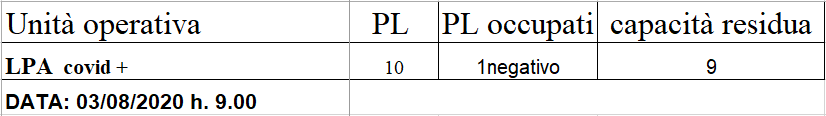 Unità operativa PL PL occupati capacità residua
LPA covid + 10 1negativo 9
DATA: 03/08/2020 h. 9.00